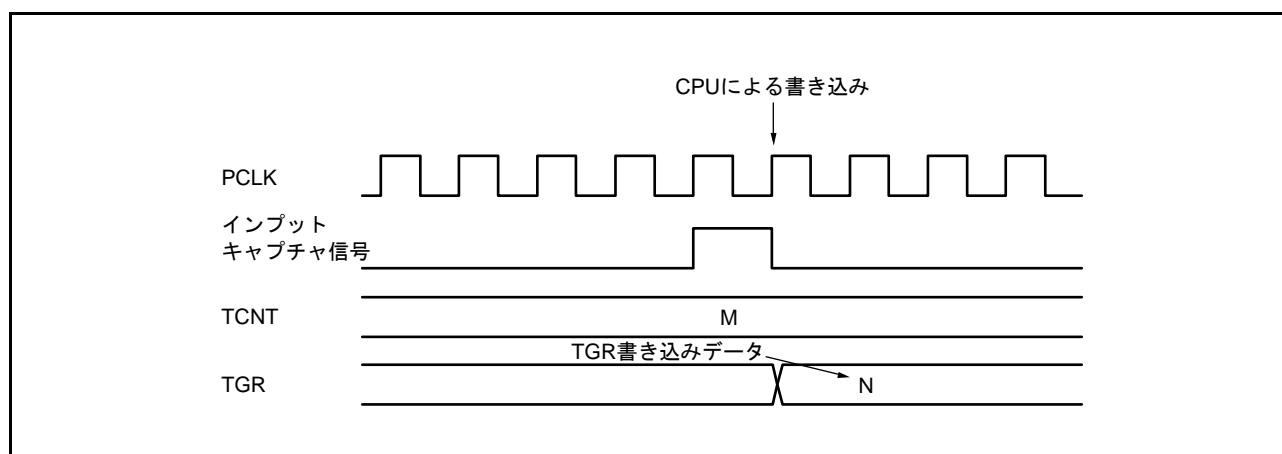 CPUによる書き込み
PCLK
インプット
キャプチャ信号
TCNT
M
TGR書き込みデータ
TGR
N